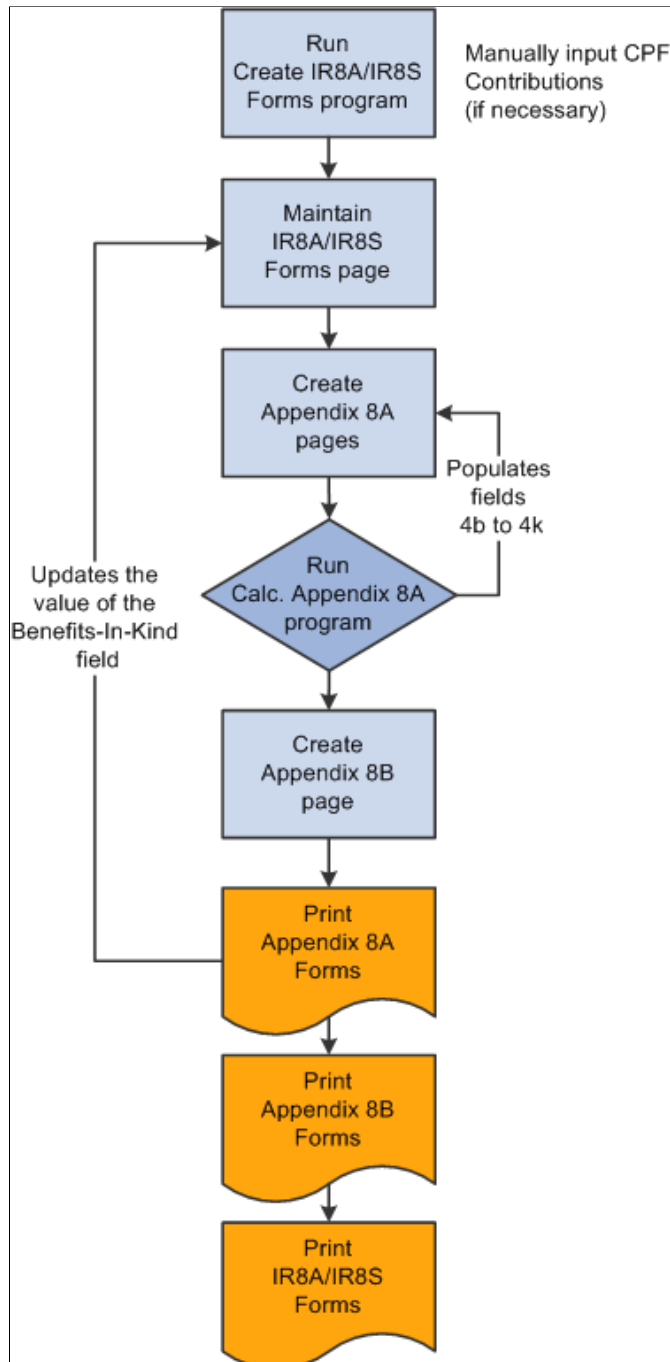 Run
Create IR8A/IR8S
Forms program
Manually input CPF
Contributions
(if necessary)
Maintain
IR8A/IR8S
Forms page
Create
Appendix 8A
pages
Populates
fields
4b to 4k
Run
Calc. Appendix 8A
program
Updates the
value of the
Benefits-In-Kind
field
Create
Appendix 8B
page
Print
Appendix 8A
Forms
Print
Appendix 8B
Forms
Print
IR8A/IR8S
Forms